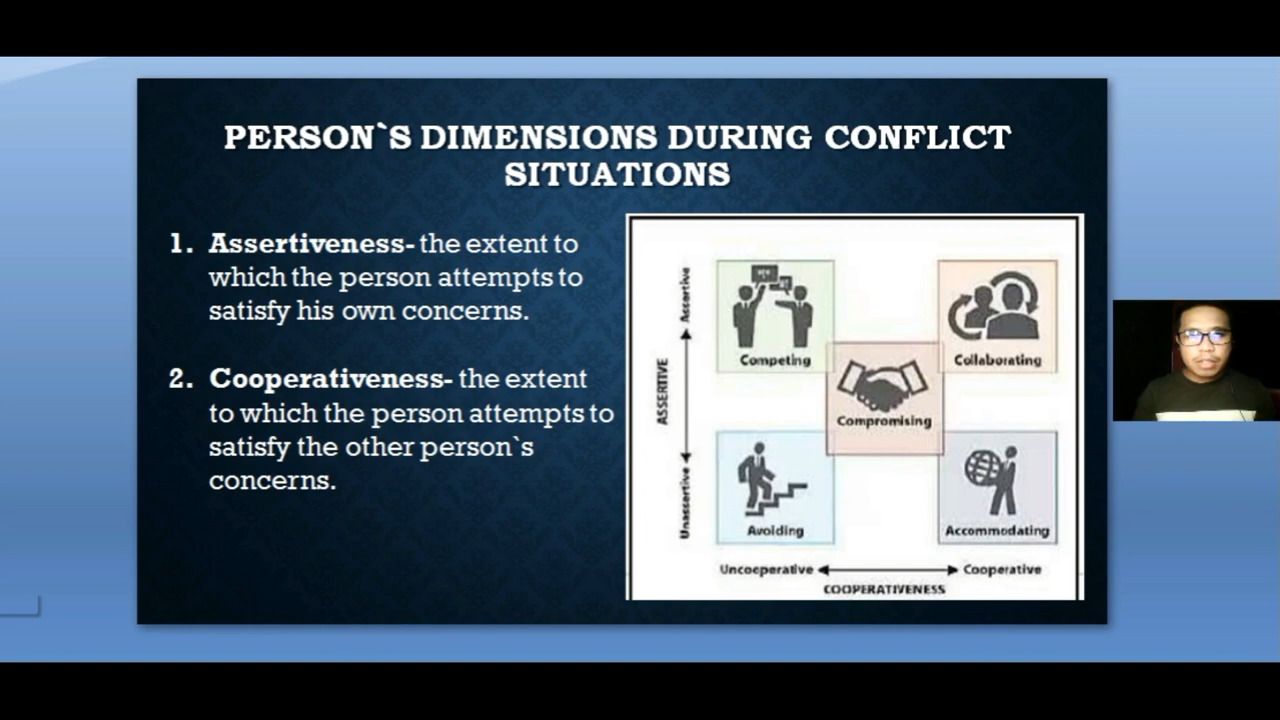 PERSON`S DIMENSIONS DURING CONFLICT
SITUATIONS
1. Assertiveness- the extent to
which the person attempts to
satisfy his own concerns.
2. Cooperativeness- the extent
to which the person attempts to
satisfy the other person`s
concerns.
ASSERTIVE
Assertive
Unassertive
Competing
Collaborating
Compromising
Avoiding
Accommodating
Uncooperative
Cooperative
COOPERATIVENESS